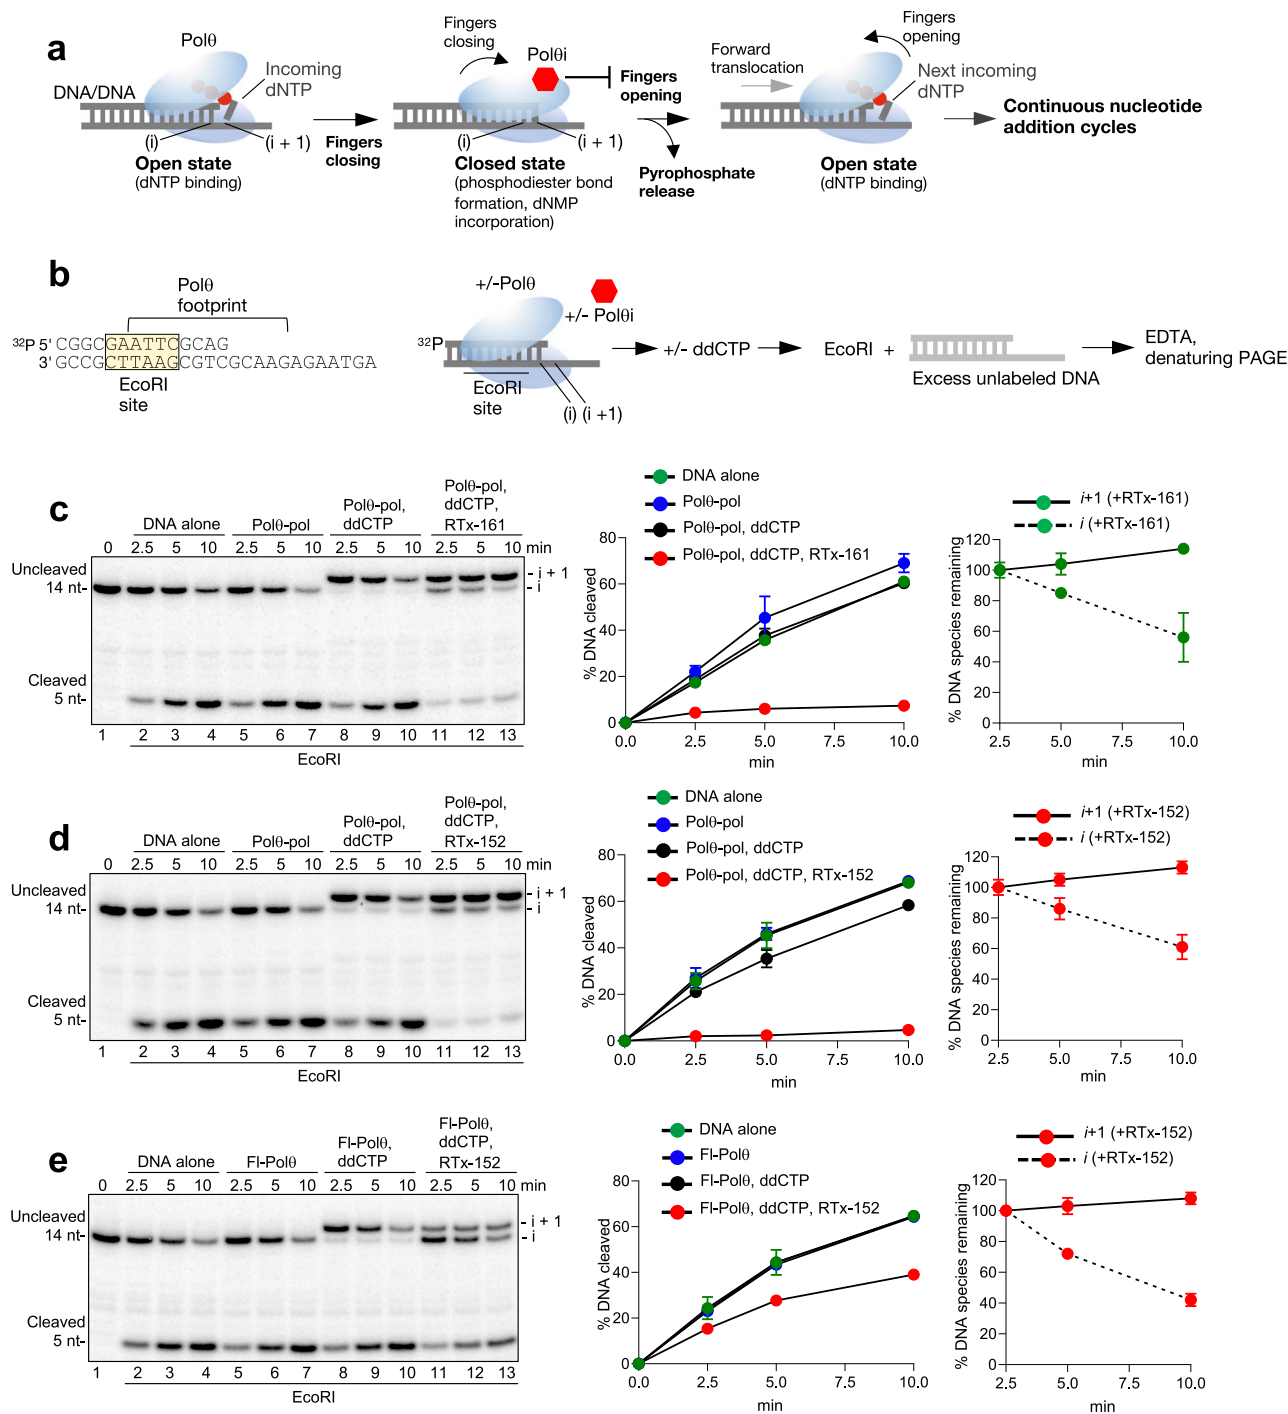 a
Polθ
Incoming
dNTP
DNA/DNA
(i)
(i + 1)
Open state
(dNTP binding)
Fingers
closing
Fingers
closing
Polθi
Fingers
opening
(i)
(i + 1)
Closed state
(phosphodiester bond
formation, dNMP
incorporation)
Pyrophosphate
release
Forward
translocation
Fingers
opening
Next incoming
dNTP
Open state
(dNTP binding)
Continuous nucleotide
addition cycles
b
Polθ
footprint
32P 5' CGGCGAATTCGCAG
3' GCCGCTTAAGCGTCGCAAGAGAATGA
EcoRI
site
+/-Polθ
+/- Polθi
32P
EcoRI
site
(i) (i +1)
+/- ddCTP
EcoRI +
Excess unlabeled DNA
EDTA,
denaturing PAGE
c
DNA alone
Polθ-pol
Polθ-pol,
ddCTP
Polθ-pol,
ddCTP,
RTx-161
0 2.5 5 10 2.5 5 10 2.5 5 10 2.5 5 10 min
Uncleaved
14 nt-
- i + 1
- i
Cleaved
5 nt-
1 2 3 4 5 6 7 8 9 10 11 12 13
EcoRI
DNA alone
Polθ-pol
Polθ-pol, ddCTP
Polθ-pol, ddCTP, RTx-161
% DNA cleaved
80
60
40
20
0
0.0 2.5 5.0 10.0
min
i+1 (+RTx-161)
i (+RTx-161)
% DNA species remaining
120
100
80
60
40
20
0
2.5 5.0 10.0
min
d
DNA alone
Polθ-pol
Polθ-pol,
ddCTP
Polθ-pol,
ddCTP,
RTx-152
0 2.5 5 10 2.5 5 10 2.5 5 10 2.5 5 10 min
Uncleaved
14 nt-
- i + 1
- i
Cleaved
5 nt-
1 2 3 4 5 6 7 8 9 10 11 12 13
EcoRI
DNA alone
Polθ-pol
Polθ-pol, ddCTP
Polθ-pol, ddCTP, RTx-152
% DNA cleaved
80
60
40
20
0
0.0 2.5 5.0 10.0
min
i+1 (+RTx-152)
i (+RTx-152)
% DNA species remaining
120
100
80
60
40
20
0
2.5 5.0 10.0
min
e
DNA alone
Fl-Polθ
Fl-Polθ,
ddCTP
Fl-Polθ,
ddCTP,
RTx-152
0 2.5 5 10 2.5 5 10 2.5 5 10 2.5 5 10 min
Uncleaved
14 nt-
- i + 1
- i
Cleaved
5 nt-
1 2 3 4 5 6 7 8 9 10 11 12 13
EcoRI
DNA alone
Fl-Polθ
Fl-Polθ, ddCTP
Fl-Polθ, ddCTP, RTx-152
% DNA cleaved
80
60
40
20
0
0.0 2.5 5.0 10.0
min
i+1 (+RTx-152)
i (+RTx-152)
% DNA species remaining
120
100
80
60
40
20
0
2.5 5.0 10.0
min